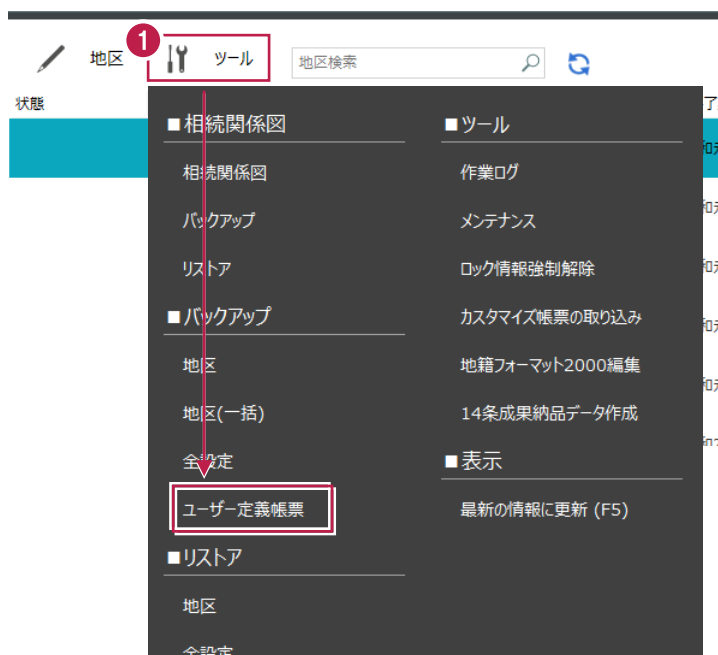 1
地区
ツール
地区検索
状態
■相続関係図
相続関係図
バックアップ
リストア
■バックアップ
地区
地区(一括)
全設定
ユーザー定義帳票
■リストア
地区
全設定
■ツール
作業ログ
メンテナンス
ロック情報強制解除
カスタマイズ帳票の取り込み
地籍フォーマット2000編集
14条成果納品データ作成
■表示
最新の情報に更新 (F5)
了